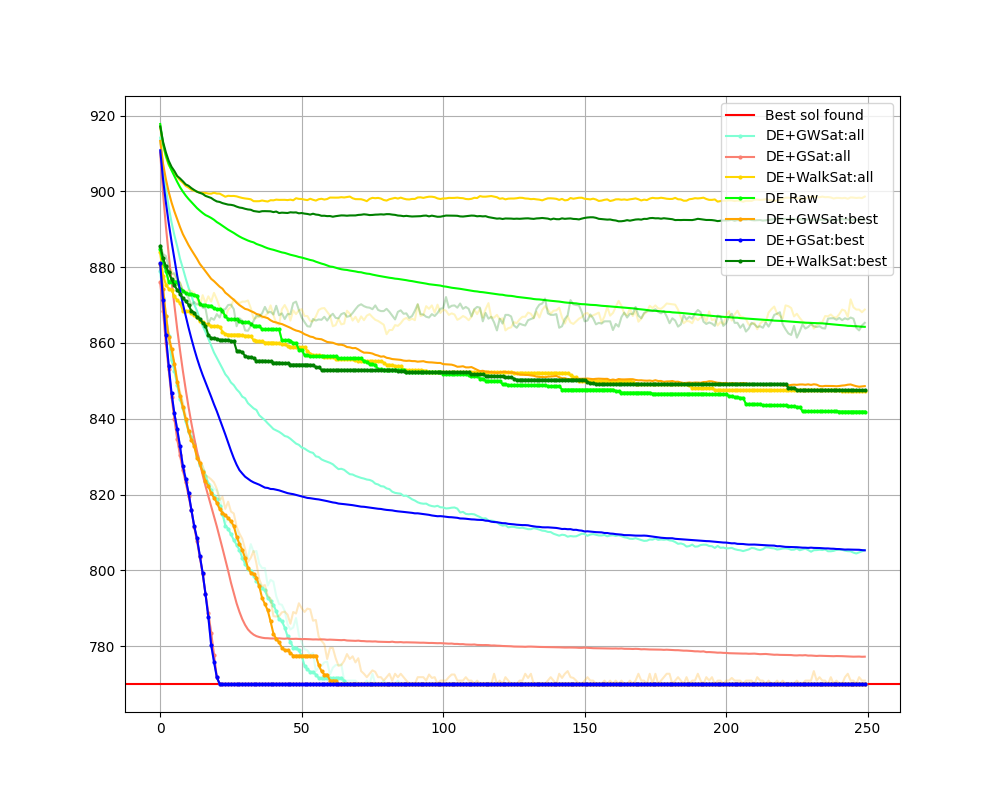 920
900
880
860
840
820
800
780
0
50
100
150
200
250
Best sol found
DE+GWSat:all
DE+GSat:all
DE+WalkSat:all
DE Raw
DE+GWSat:best
DE+GSat:best
DE+WalkSat:best